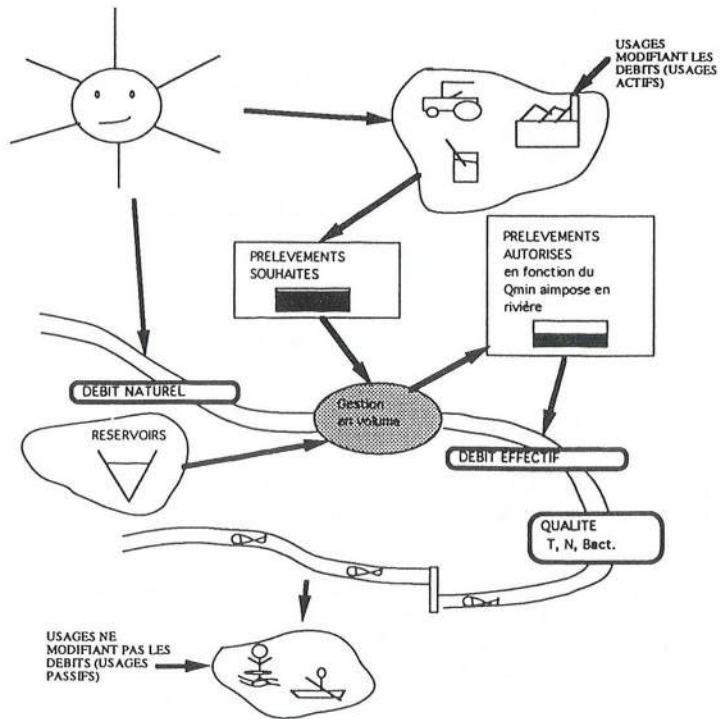 USAGES
MODIFIANT LES
DEBITS (USAGES
ACTIFS)
PRELEVEMENTS
SOUHAITES
PRELEVEMENTS
AUTORISES
en fonction du
Qmin aimpose en
rivière
DEBIT NATUREL
Gestion
en volume
RESERVOIRS
DEBIT EFFECTIF
QUALITE
T, N, Bact.
USAGES NE
MODIFIANT PAS LES
DEBITS (USAGES
PASSIFS)